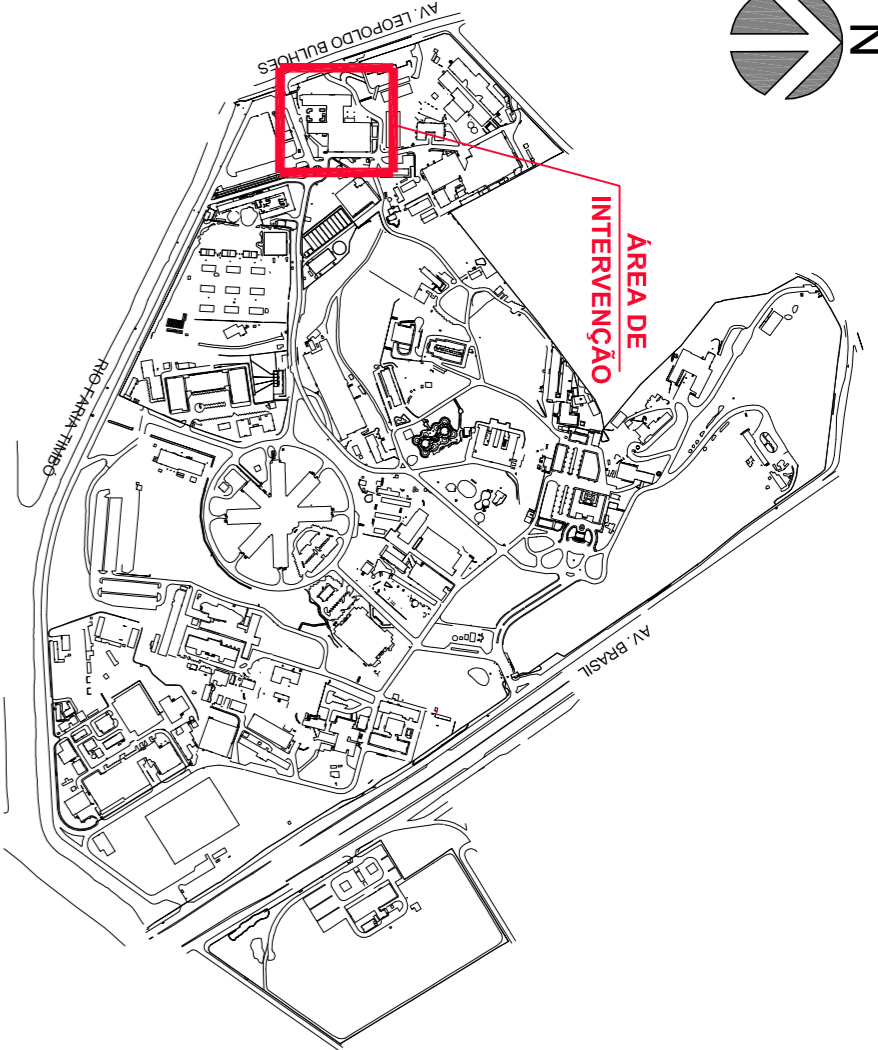 N
AV. LEOPOLDO BULHÕES
ÁREA DE
INTERVENÇÃO
RIO FARIA TIMBÓ
AV. BRASIL